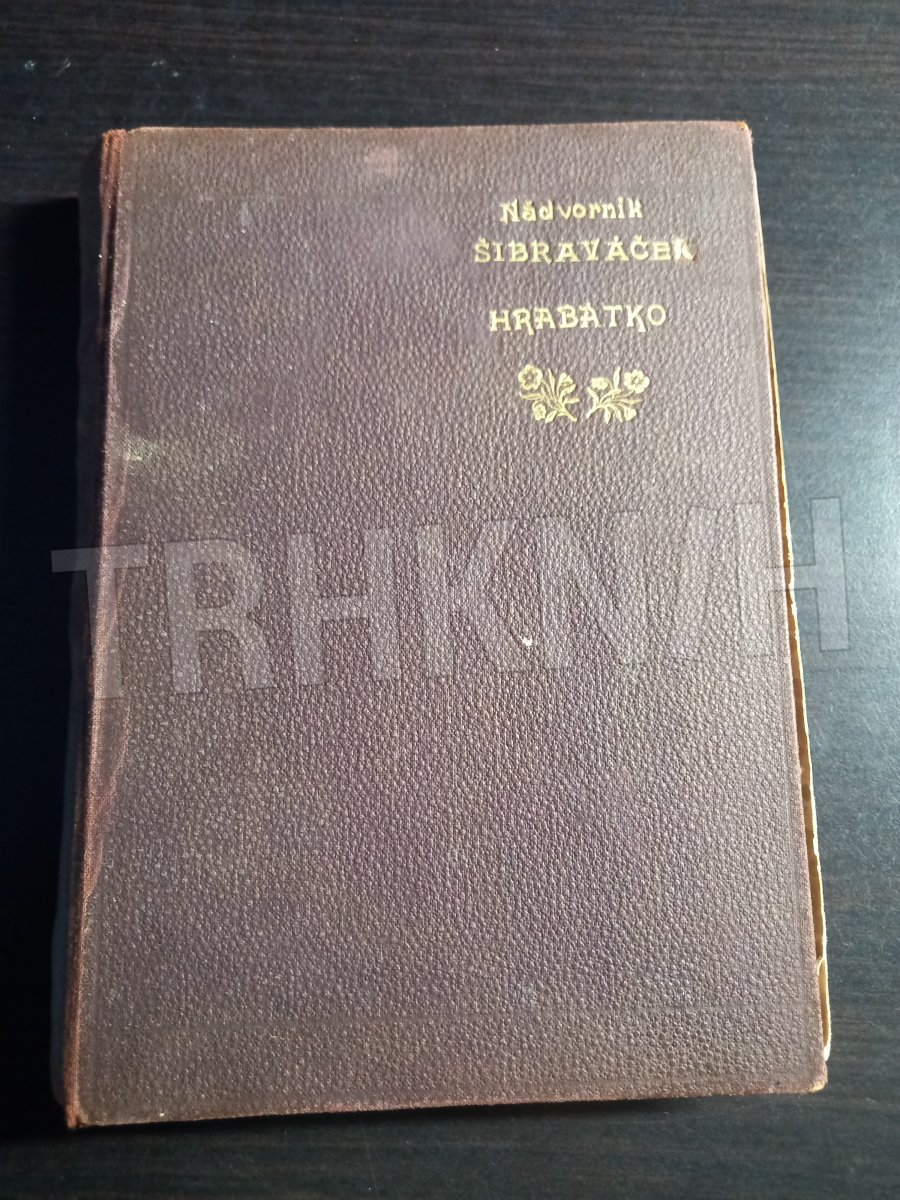 Nádvorník
ŠIBRAVÁČEK
HRABÁTKO
TRHKNIH